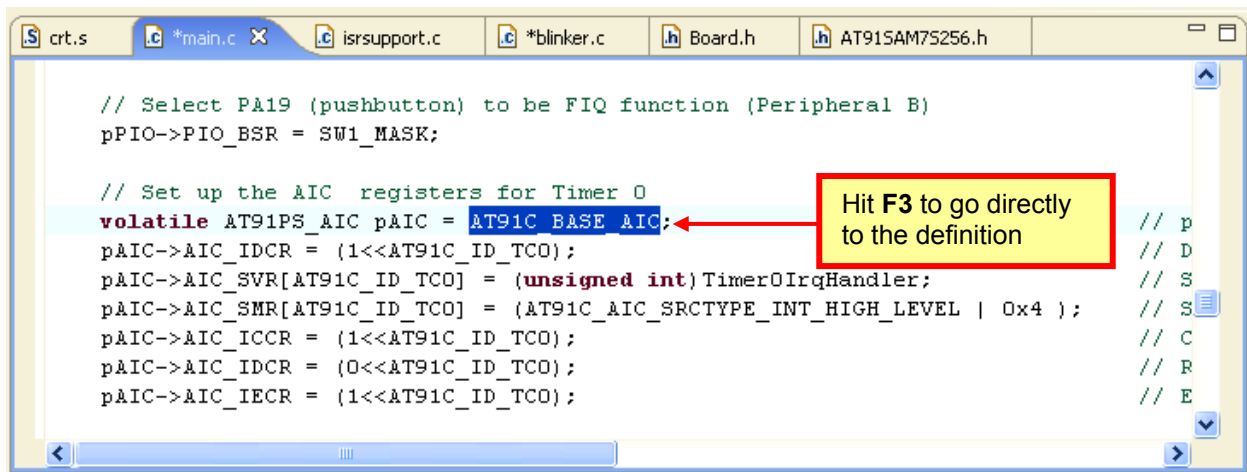 crt.s *main.c isrsupport.c *blinker.c Board.h AT91SAM7S256.h
// Select PA19 (pushbutton) to be FIQ function (Peripheral B)
pPIO->PIO_BSR = SW1_MASK;
// Set up the AIC  registers for Timer 0
volatile AT91PS_AIC pAIC = AT91C_BASE_AIC; // p
Hit F3 to go directly
to the definition
pAIC->AIC_IDCR = (1<<AT91C_ID_TC0); // D
pAIC->AIC_SVR[AT91C_ID_TC0] = (unsigned int)Timer0IrqHandler; // S
pAIC->AIC_SMR[AT91C_ID_TC0] = (AT91C_AIC_SRCTYPE_INT_HIGH_LEVEL | 0x4 ); // S
pAIC->AIC_ICCR = (1<<AT91C_ID_TC0); // C
pAIC->AIC_IDCR = (0<<AT91C_ID_TC0); // R
pAIC->AIC_IECR = (1<<AT91C_ID_TC0); // E